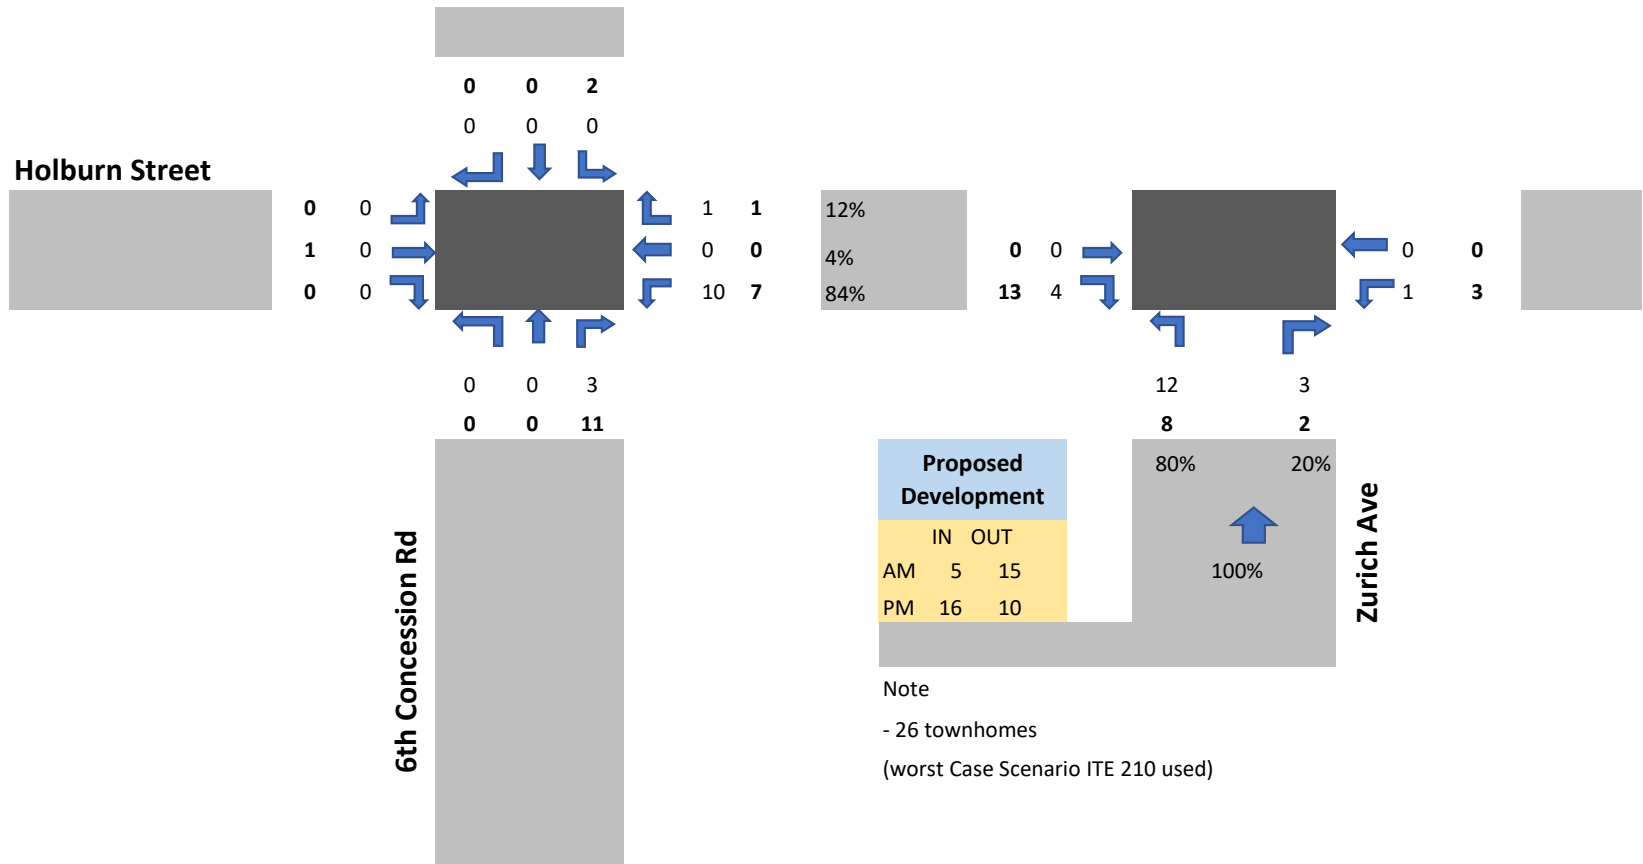 0 0 2
0 0 0
Holburn Street
0 0 1 1 12%
1 0 0 0 4% 0 0 0 0
0 0 10 7 84% 13 4 1 3
0 0 3 12 3
0 0 11 8 2
Proposed
Development
80% 20%
IN OUT
AM 5 15
PM 16 10
100%
Zurich Ave
6th Concession Rd
Note
- 26 townhomes
(worst Case Scenario ITE 210 used)